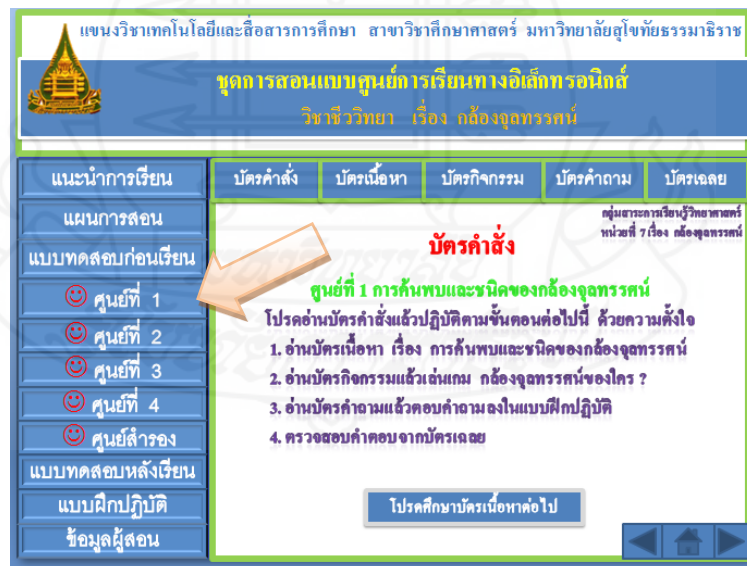 แขนงวิชาเทคโนโลยีและสื่อสารการศึกษา สาขาวิชาศึกษาศาสตร์ มหาวิทยาลัยสุโขทัยธรรมาธิราช
ชุดการสอนแบบศูนย์การเรียนทางอิเล็กทรอนิกส์
วิชาชีววิทยา เรื่อง กล้องจุลทรรศน์
แนะนำการเรียน
แผนการสอน
แบบทดสอบก่อนเรียน
ศูนย์ที่ 1
ศูนย์ที่ 2
ศูนย์ที่ 3
ศูนย์ที่ 4
ศูนย์สำรอง
แบบทดสอบหลังเรียน
แบบฝึกปฏิบัติ
ข้อมูลผู้สอน
บัตรคำสั่ง บัตรเนื้อหา บัตรกิจกรรม บัตรคำถาม บัตรเฉลย
กลุ่มสาระการเรียนรู้วิทยาศาสตร์
หน่วยที่ 7 เรื่อง กล้องจุลทรรศน์
บัตรคำสั่ง
ศูนย์ที่ 1 การค้นพบและชนิดของกล้องจุลทรรศน์
โปรดอ่านบัตรคำสั่งแล้วปฏิบัติตามขั้นตอนต่อไปนี้ ด้วยความตั้งใจ
1. อ่านบัตรเนื้อหา เรื่อง การค้นพบและชนิดของกล้องจุลทรรศน์
2. อ่านบัตรกิจกรรมแล้วเล่นเกม กล้องจุลทรรศน์ของใคร ?
3. อ่านบัตรคำถามแล้วตอบคำถามลงในแบบฝึกปฏิบัติ
4. ตรวจสอบคำตอบจากบัตรเฉลย
โปรดศึกษาบัตรเนื้อหาต่อไป